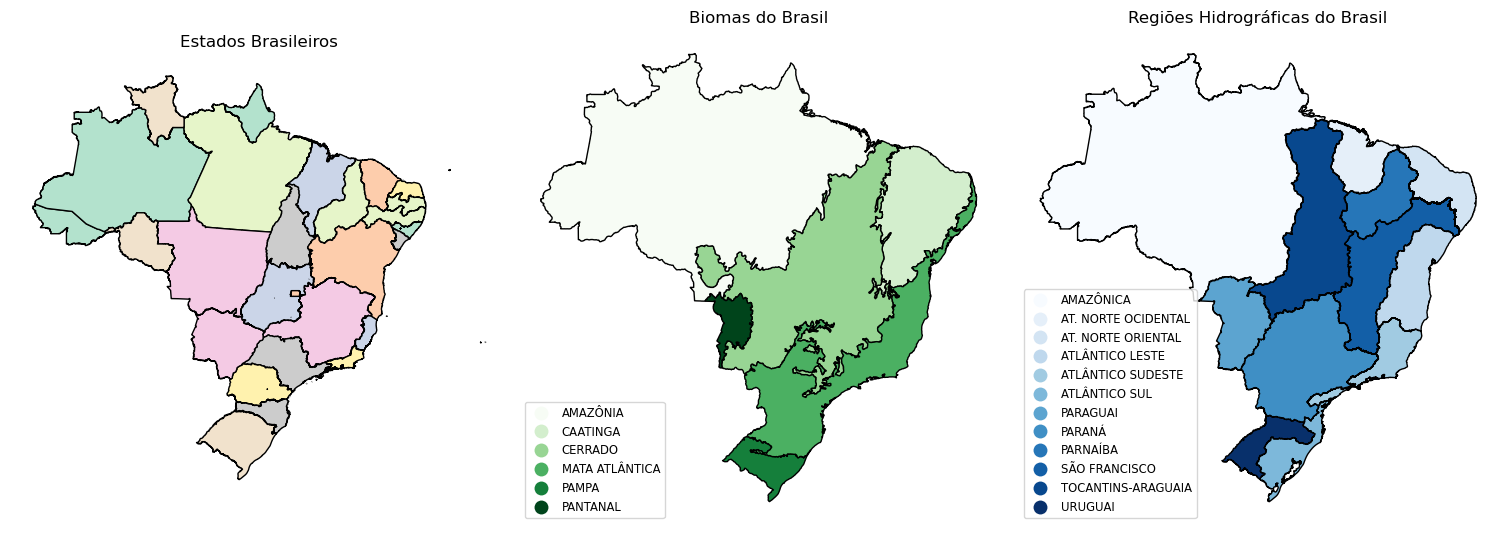 Estados Brasileiros
Biomas do Brasil
AMAZÔNIA
CAATINGA
CERRADO
MATA ATLÂNTICA
PAMPA
PANTANAL
Regiões Hidrográficas do Brasil
AMAZÔNICA
AT. NORTE OCIDENTAL
AT. NORTE ORIENTAL
ATLÂNTICO LESTE
ATLÂNTICO SUDESTE
ATLÂNTICO SUL
PARAGUAI
PARANÁ
PARNAÍBA
SÃO FRANCISCO
TOCANTINS-ARAGUAIA
URUGUAI